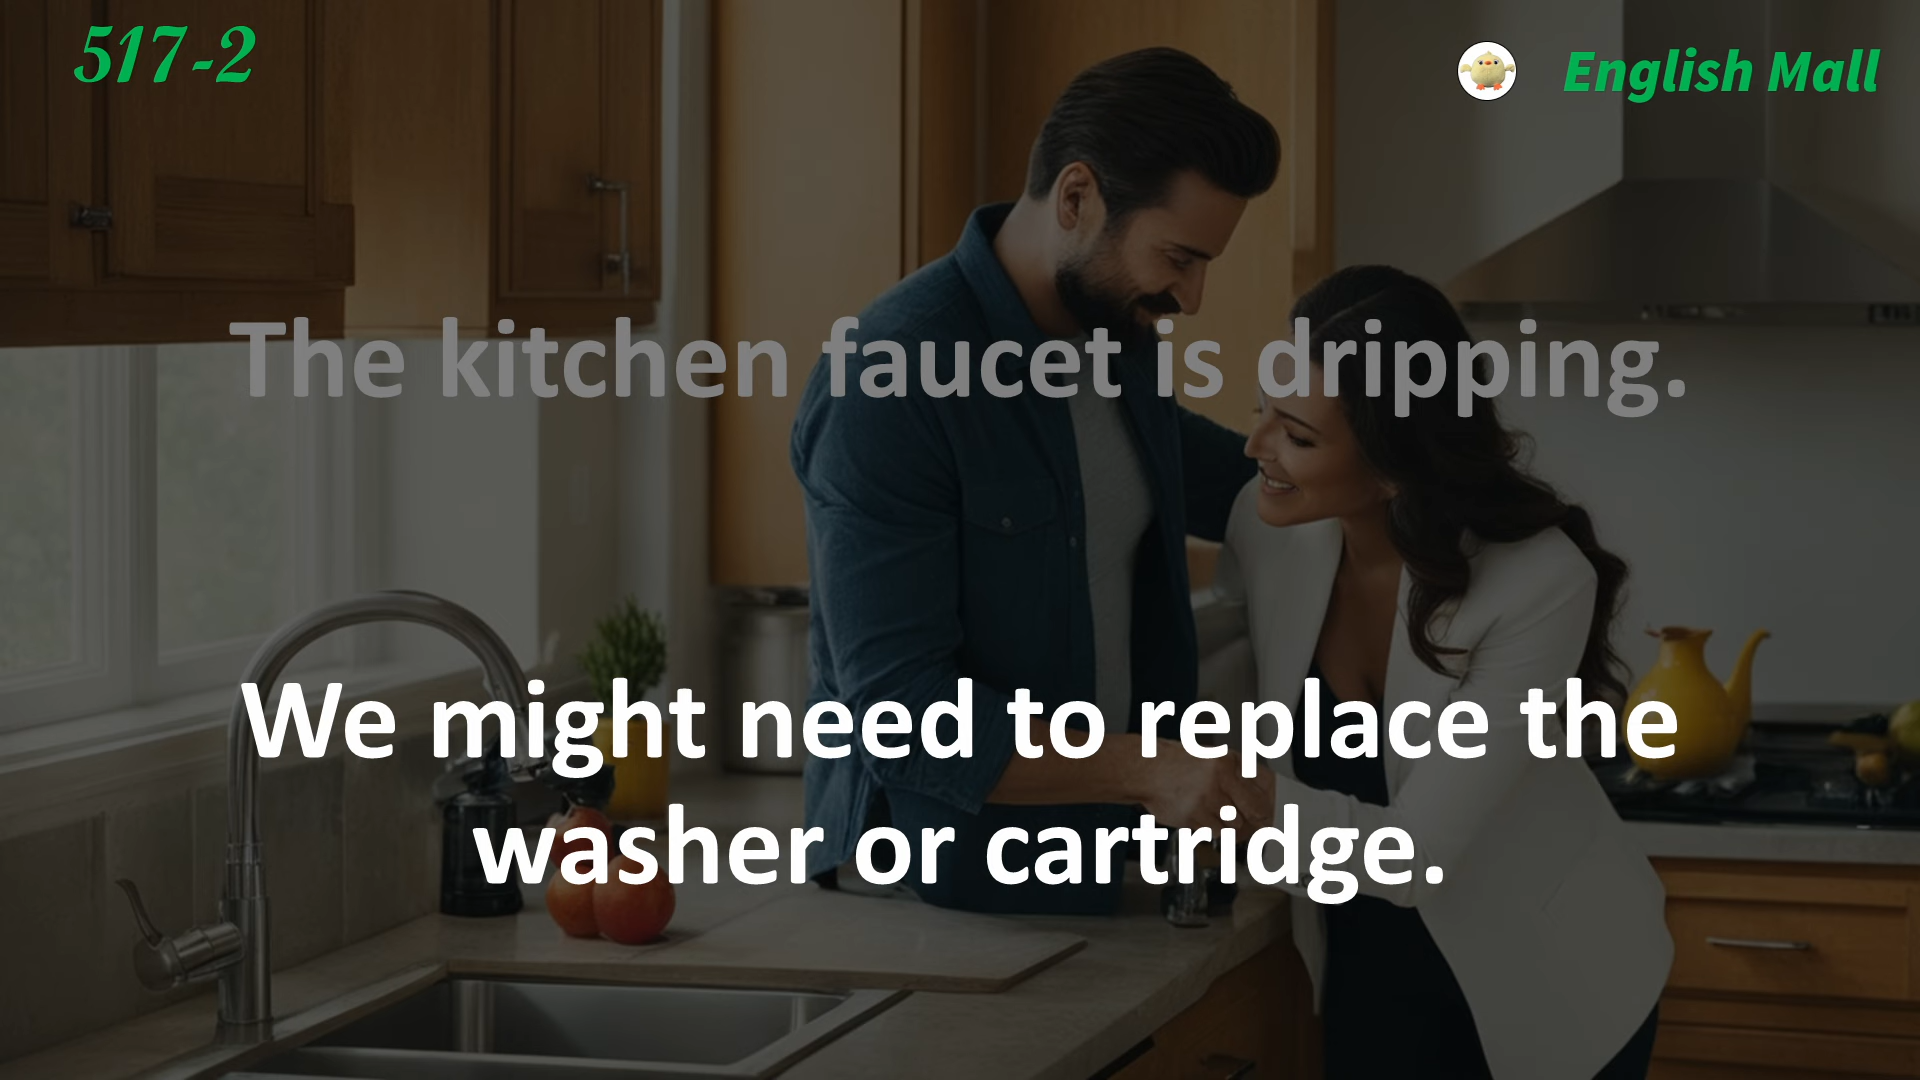 517-2
English Mall
The kitchen faucet is dripping.
We might need to replace the
washer or cartridge.